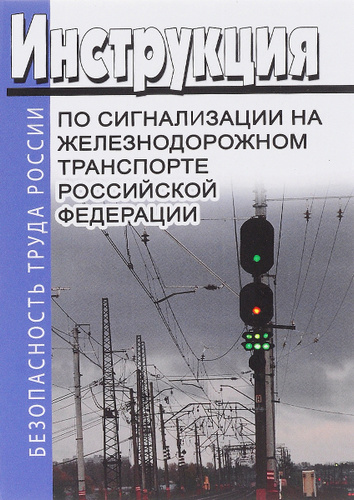 Инструкция
ПО СИГНАЛИЗАЦИИ НА
ЖЕЛЕЗНОДОРОЖНОМ
ТРАНСПОРТЕ
РОССИЙСКОЙ
ФЕДЕРАЦИИ
БЕЗОПАСНОСТЬ ТРУДА РОССИИ